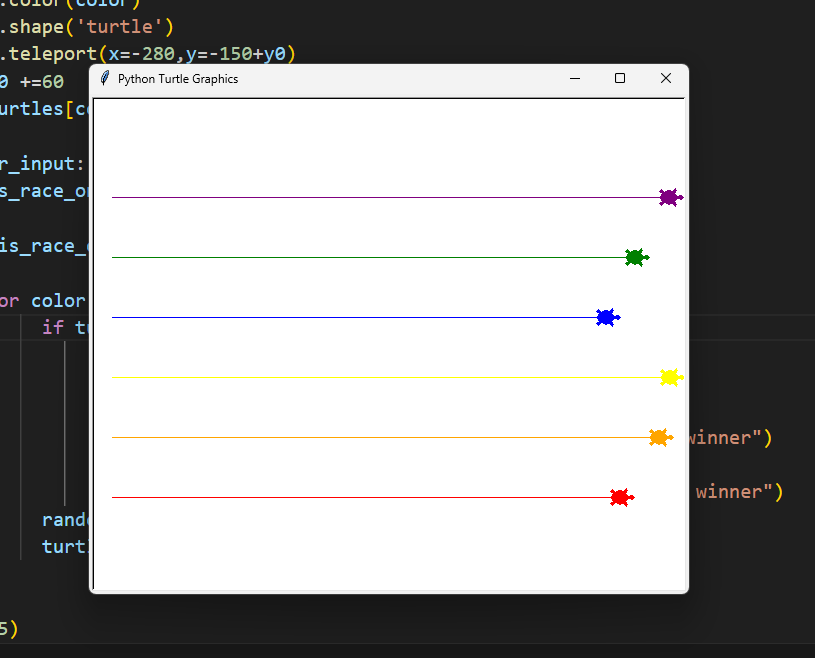 .color(color)
.shape('turtle')
.teleport(x=-280,y=-150+y0)
Python Turtle Graphics
0 +=60
urtles[c
r_input:
s_race_o
is_race_
or color
if t
winner")
winner")
rand
turt
5)